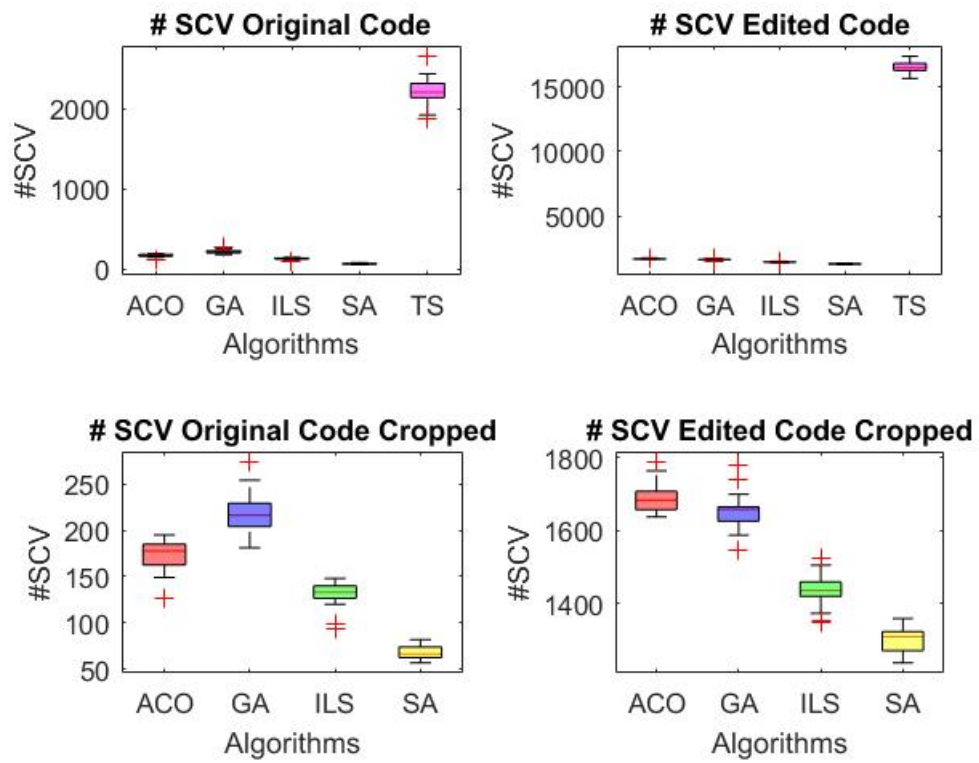 # SCV Original Code
#SCV
2000
1000
0
ACO GA ILS SA TS
Algorithms
# SCV Edited Code
#SCV
15000
10000
5000
ACO GA ILS SA TS
Algorithms
# SCV Original Code Cropped
#SCV
250
200
150
100
50
ACO GA ILS SA
Algorithms
# SCV Edited Code Cropped
#SCV
1800
1600
1400
ACO GA ILS SA
Algorithms